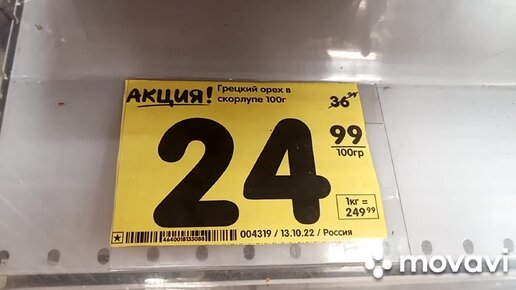 АКЦИЯ!
Грецкий орех в
скорлупе 100г
36 99
24 99
100гр
1кг =
249 99
4640018135088
004319 / 13.10.22 / Россия
movavi